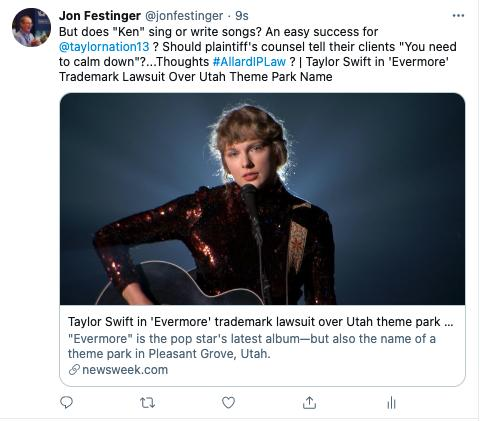 Jon Festinger @jonfestinger · 9s
But does "Ken" sing or write songs? An easy success for
@taylornation13 ? Should plaintiff's counsel tell their clients "You need
to calm down"?...Thoughts #AllardIPLaw ? | Taylor Swift in 'Evermore'
Trademark Lawsuit Over Utah Theme Park Name
Taylor Swift in 'Evermore' trademark lawsuit over Utah theme park ...
"Evermore" is the pop star's latest album—but also the name of a
theme park in Pleasant Grove, Utah.
newsweek.com